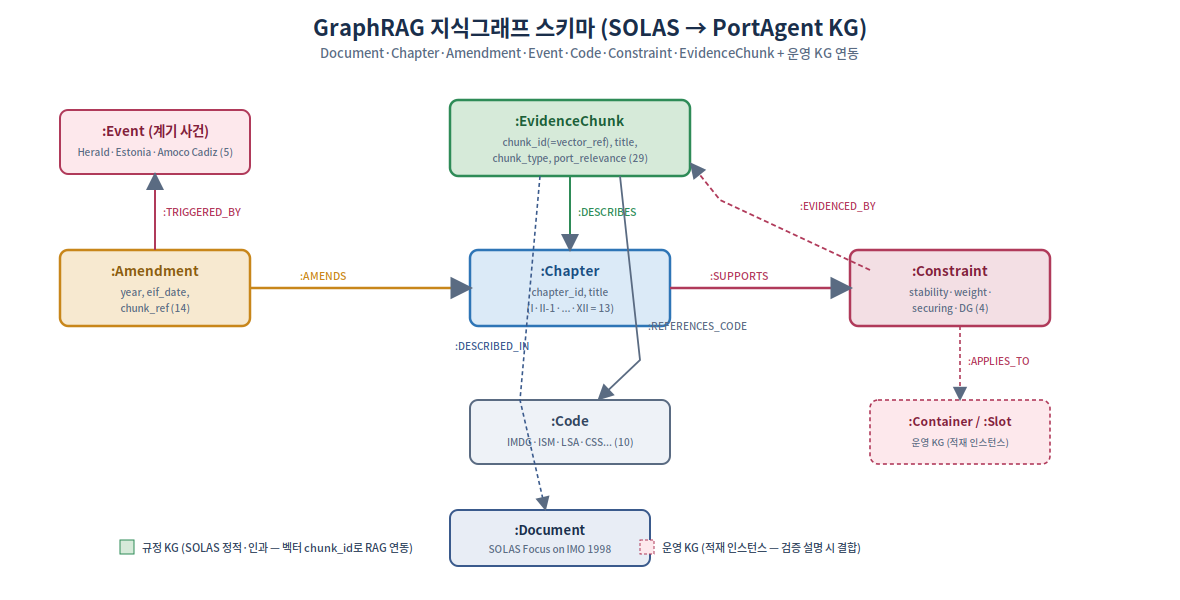 GraphRAG 지식그래프 스키마 (SOLAS → PortAgent KG)
Document·Chapter·Amendment·Event·Code·Constraint·EvidenceChunk + 운영 KG 연동
:Event (계기 사건)
Herald·Estonia·Amoco Cadiz (5)
:EvidenceChunk
chunk_id(=vector_ref), title,
chunk_type, port_relevance (29)
:TRIGGERED_BY
:DESCRIBES
:EVIDENCED_BY
:Amendment
year, eif_date,
chunk_ref (14)
:AMENDS
:Chapter
chapter_id, title
(I·II-1·...·XII = 13)
:SUPPORTS
:Constraint
stability·weight·
securing·DG (4)
:REFERENCES_CODE
:DESCRIBED_IN
:APPLIES_TO
:Code
IMDG·ISM·LSA·CSS... (10)
:Container / :Slot
운영 KG (적재 인스턴스)
:Document
SOLAS Focus on IMO 1998
규정 KG (SOLAS 정적·인과 — 벡터 chunk_id로 RAG 연동)
운영 KG (적재 인스턴스 — 검증 설명 시 결합)